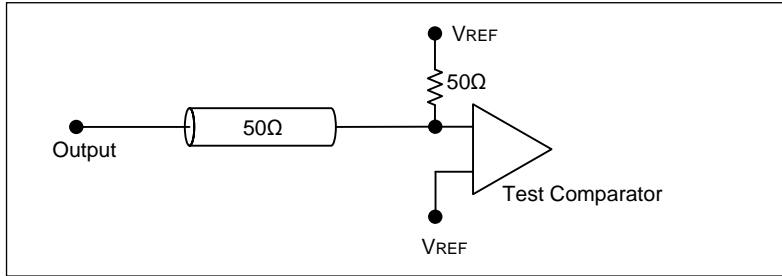 VREF
50Ω
50Ω
Output
Test Comparator
VREF